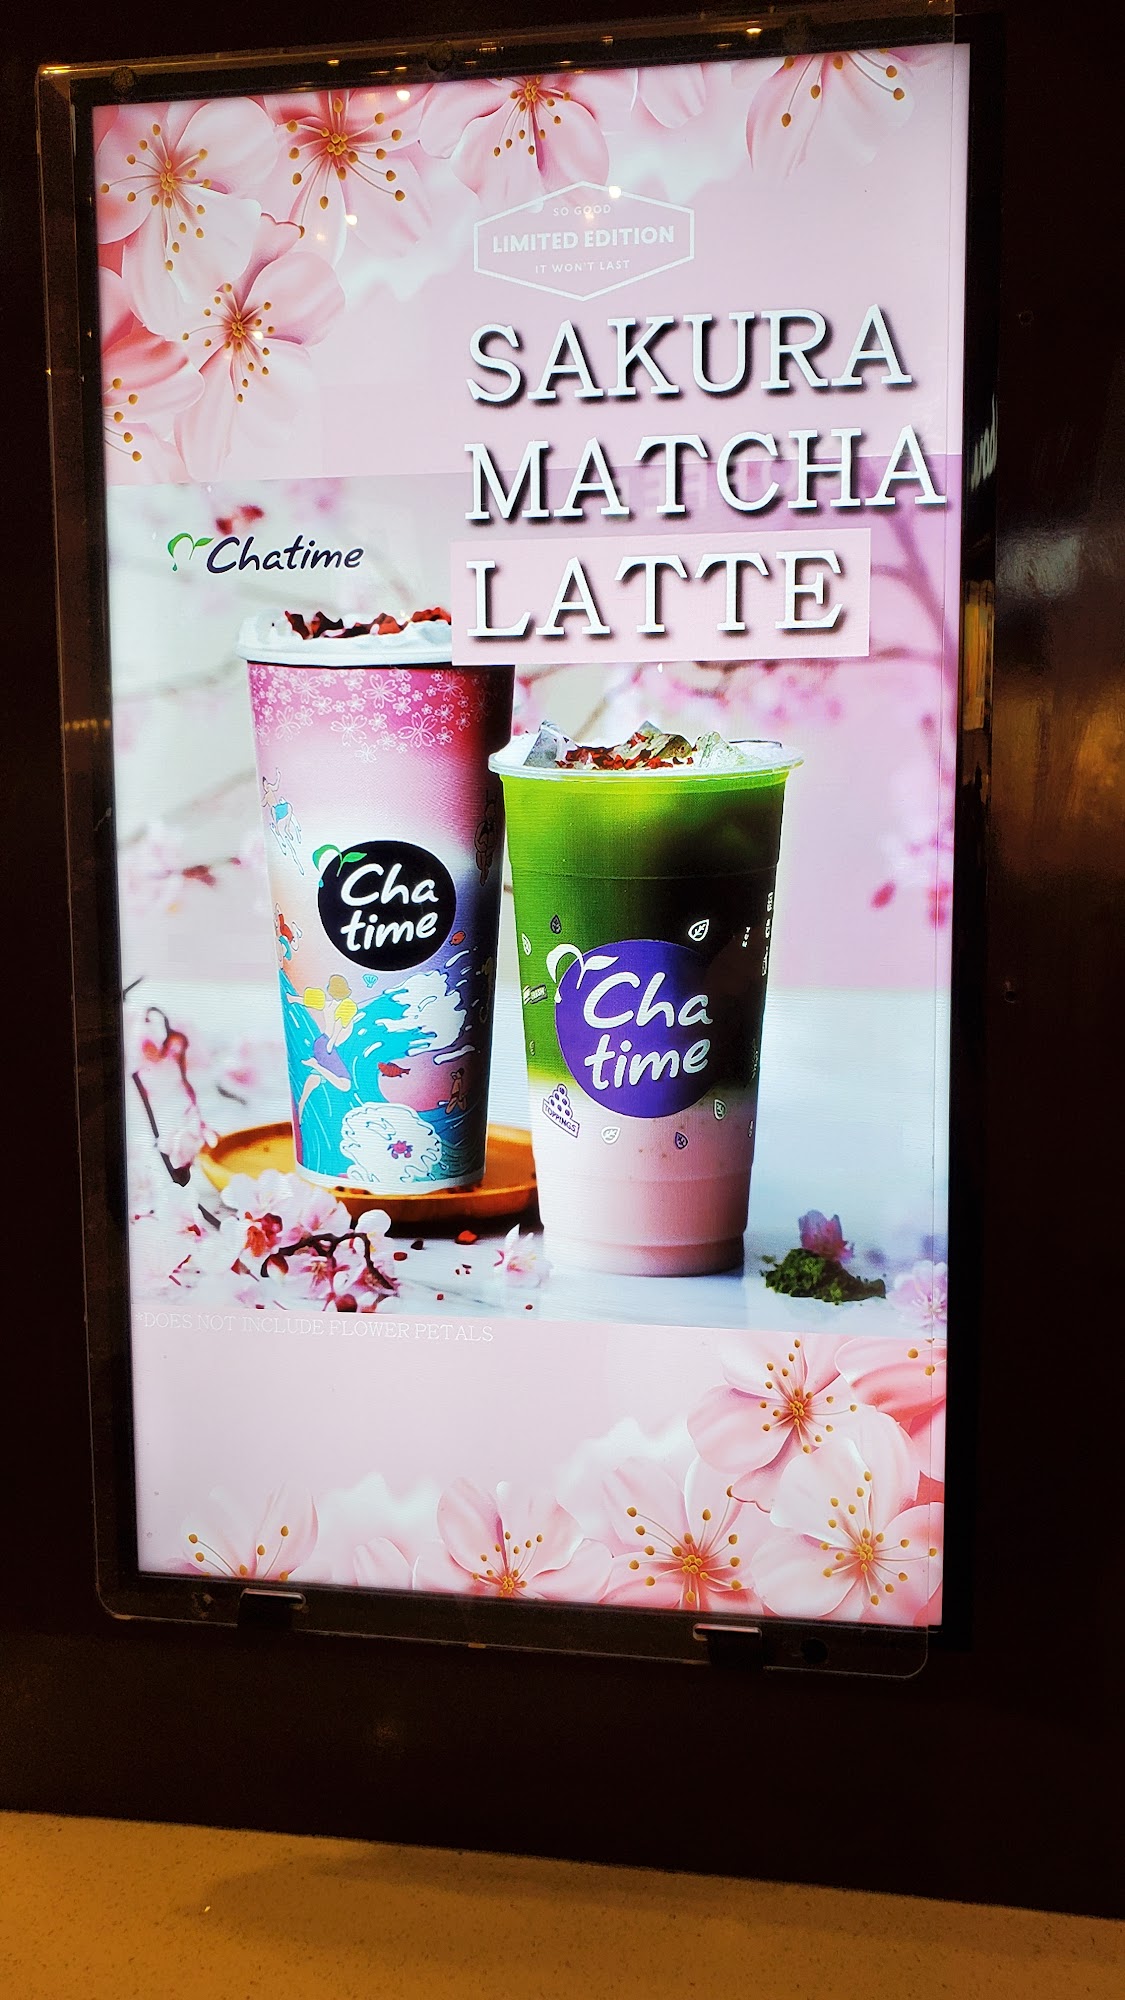 SO GOOD
LIMITED EDITION
IT WON'T LAST
SAKURA
MATCHA
LATTE
Chatime
Cha
time
Cha
time
TOPPINGS
*DOES NOT INCLUDE FLOWER PETALS